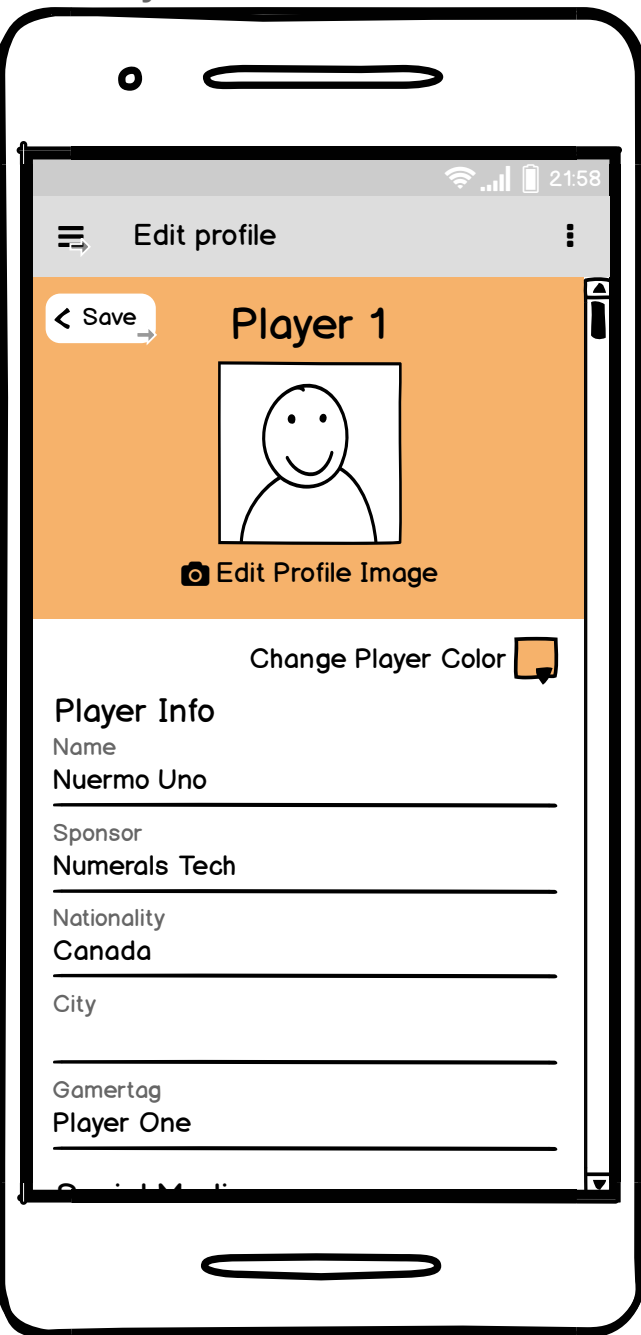 21:58
Edit profile
Save
Player 1
Edit Profile Image
Change Player Color
Player Info
Name
Nuermo Uno
Sponsor
Numerals Tech
Nationality
Canada
City
Gamertag
Player One